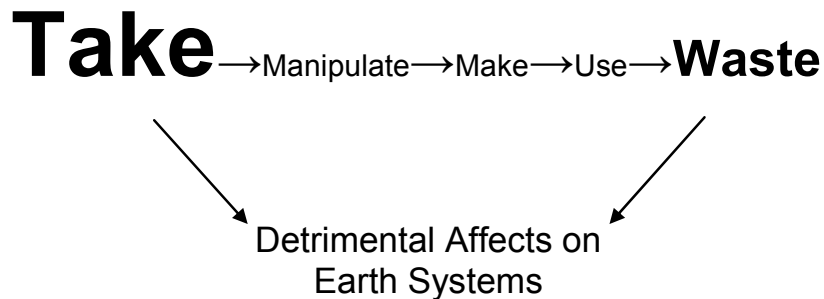 Take→Manipulate→Make→Use→Waste
Detrimental Affects on
Earth Systems